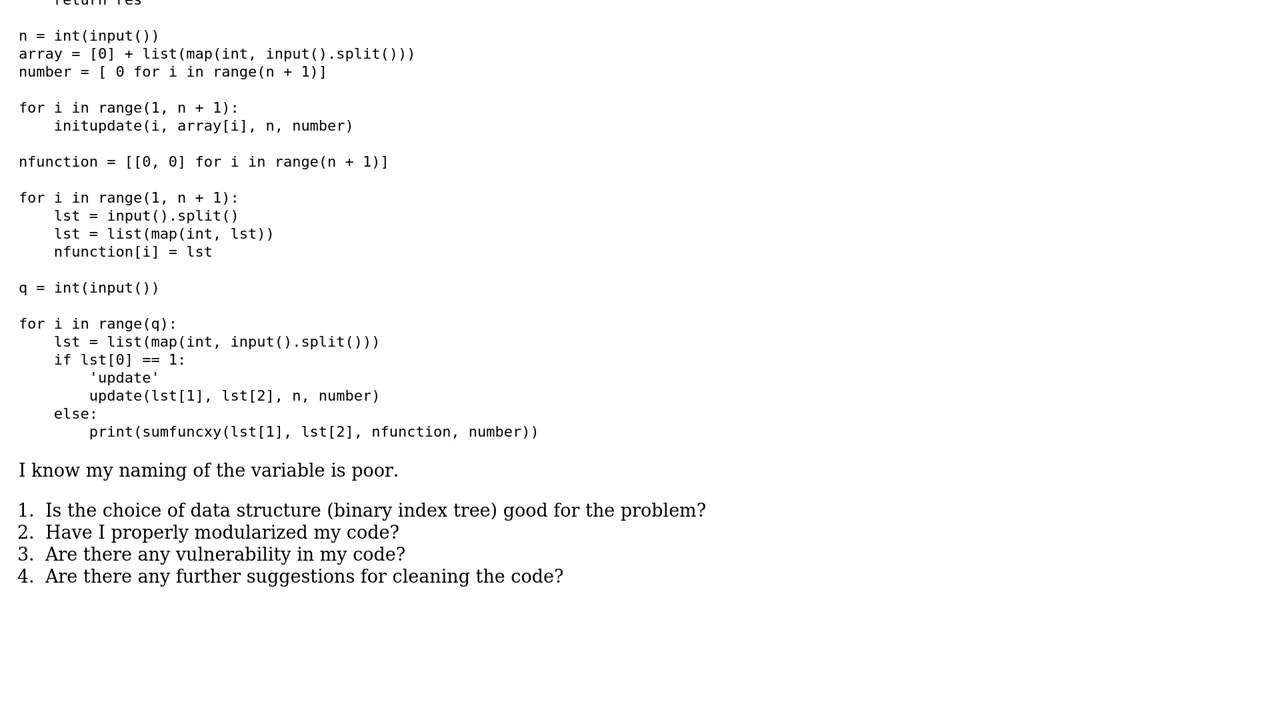 return res
n = int(input())
array = [0] + list(map(int, input().split()))
number = [ 0 for i in range(n + 1)]
for i in range(1, n + 1):
    initupdate(i, array[i], n, number)
nfunction = [[0, 0] for i in range(n + 1)]
for i in range(1, n + 1):
    lst = input().split()
    lst = list(map(int, lst))
    nfunction[i] = lst
q = int(input())
for i in range(q):
    lst = list(map(int, input().split()))
    if lst[0] == 1:
        'update'
        update(lst[1], lst[2], n, number)
    else:
        print(sumfuncxy(lst[1], lst[2], nfunction, number))
I know my naming of the variable is poor.
1. Is the choice of data structure (binary index tree) good for the problem?
2. Have I properly modularized my code?
3. Are there any vulnerability in my code?
4. Are there any further suggestions for cleaning the code?